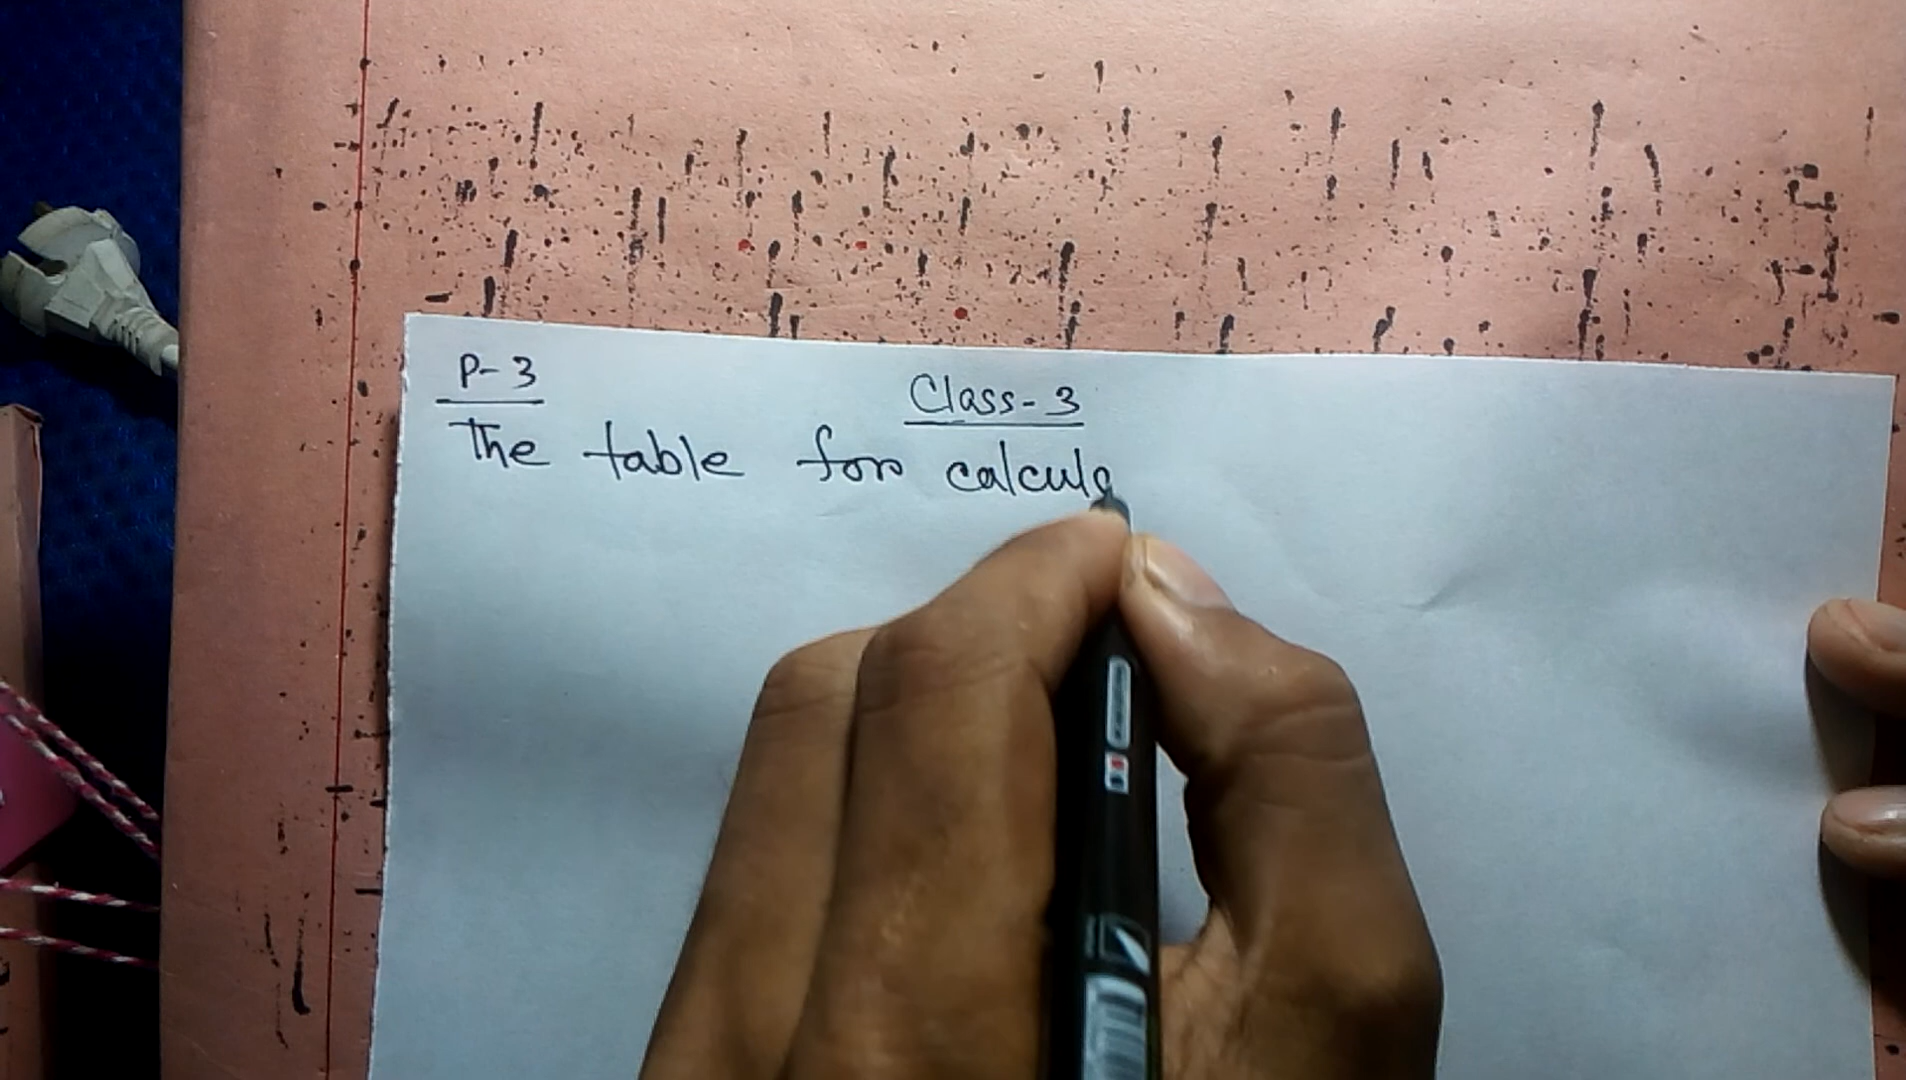 P-3
Class-3
The table for calcula